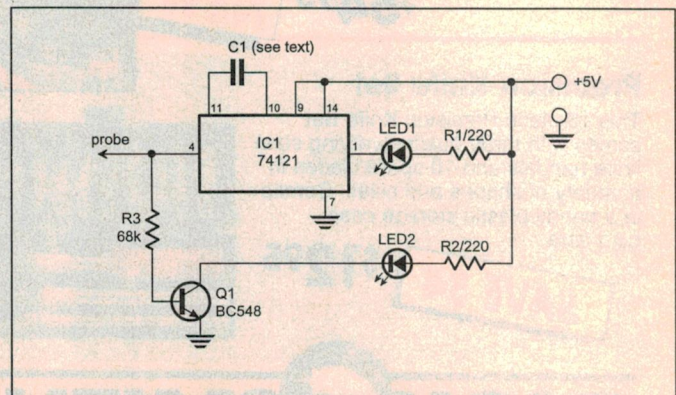 C1 (see text)
11
10
9
14
+5V
probe
4
IC1
74121
1
LED1
R1/220
7
R3
68k
LED2
R2/220
Q1
BC548